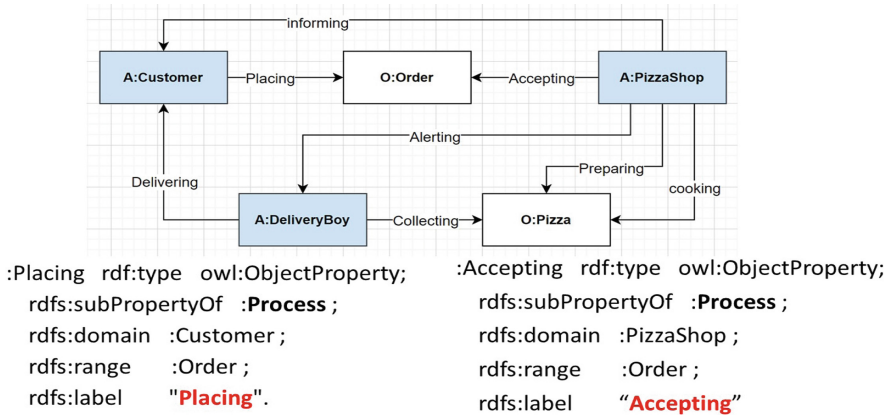 informing
A:Customer
Placing
O:Order
Accepting
A:PizzaShop
Alerting
Preparing
Delivering
cooking
A:DeliveryBoy
Collecting
O:Pizza
:Placing rdf:type owl:ObjectProperty;
rdfs:subPropertyOf :Process ;
rdfs:domain :Customer ;
rdfs:range :Order ;
rdfs:label "Placing".
:Accepting rdf:type owl:ObjectProperty;
rdfs:subPropertyOf :Process ;
rdfs:domain :PizzaShop ;
rdfs:range :Order ;
rdfs:label “Accepting”